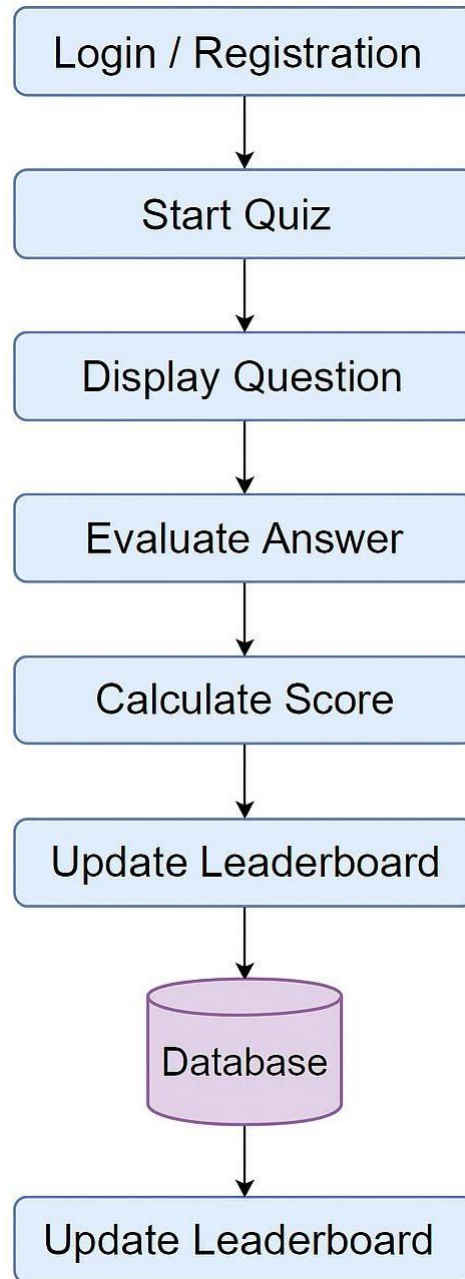 Login / Registration
Start Quiz
Display Question
Evaluate Answer
Calculate Score
Update Leaderboard
Database
Update Leaderboard